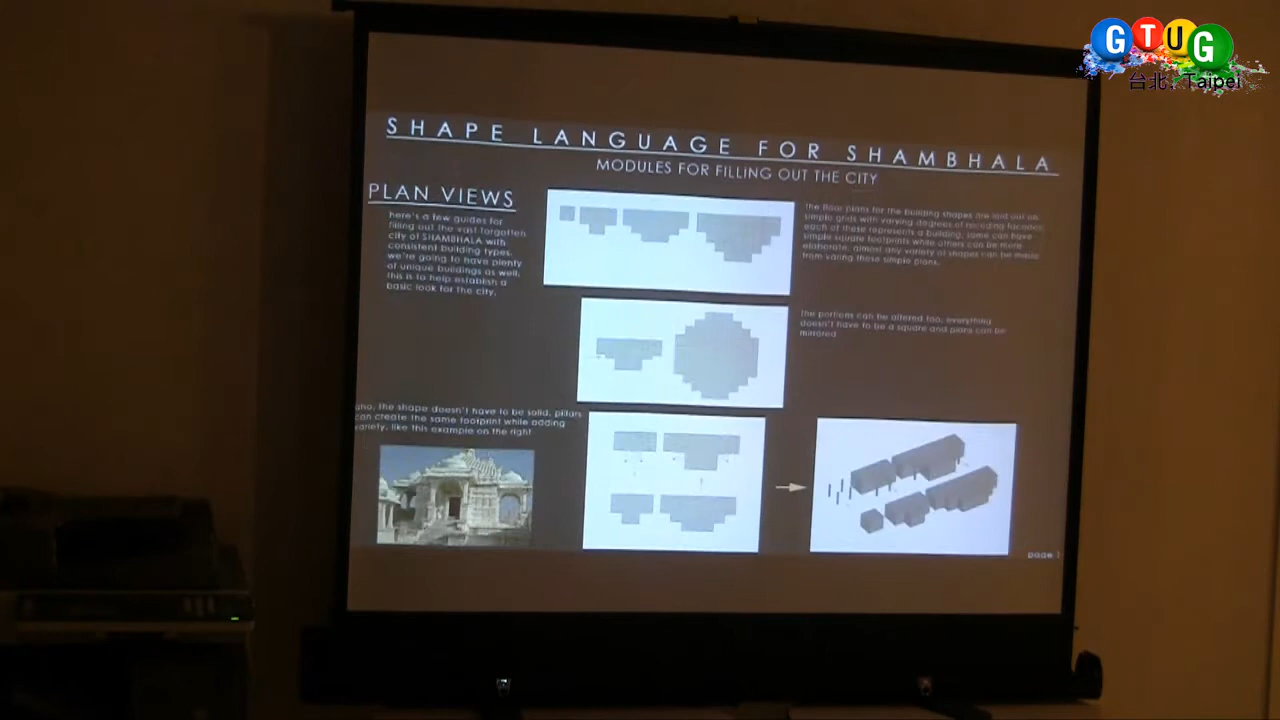 GTUG
台北, Taipei
SHAPE LANGUAGE FOR SHAMBHALA
MODULES FOR FILLING OUT THE CITY
PLAN VIEWS
here's a few guides for
filling out the vast forgotten
city of SHAMBHALA with
consistent building types.
we're going to have plenty
of unique buildings as well,
this is to help establish a
basic look for the city.
the floor plans for the building shapes are laid out on
simple grids with varying degrees of receding facades,
each of these represents a building, some can have
simple square footprints while others can be more
elaborate, almost any variety of shapes can be made
from varing these simple plans.
the portions can be altered too, everything
doesn't have to be a square and plans can be
mirrored
the shape doesn't have to be solid, pillars
can create the same footprint while adding
variety, like this example on the right
page